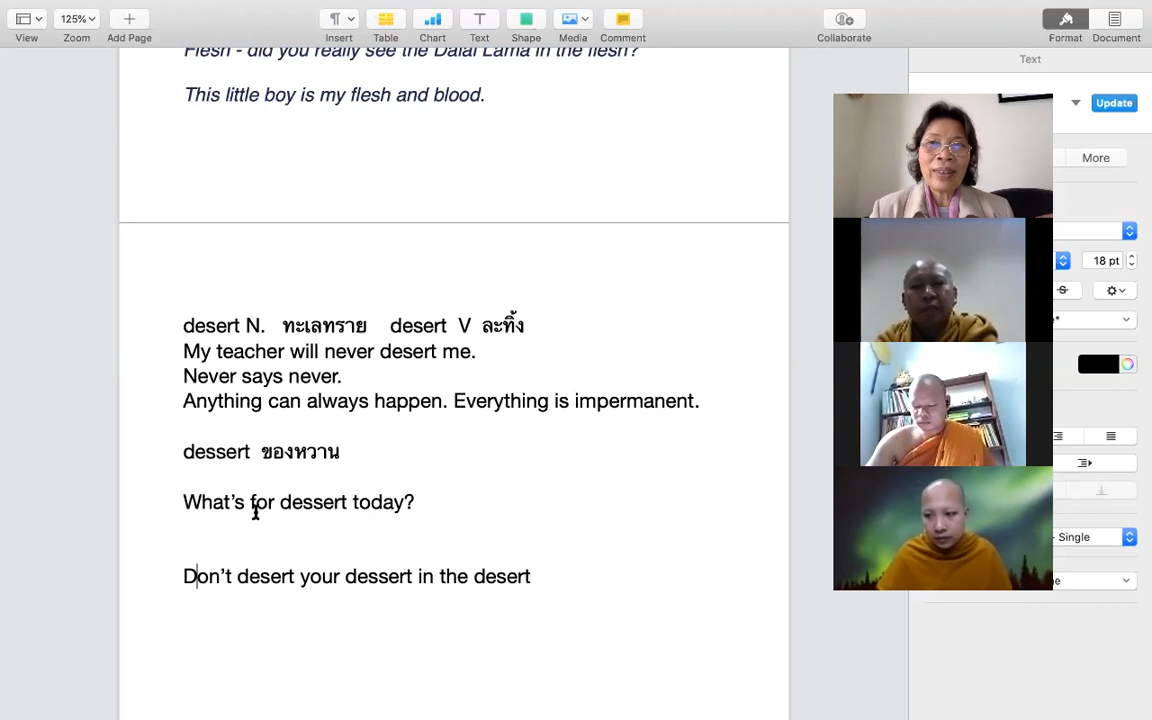 View
125%
Zoom
Add Page
Insert
Table
Chart
Text
Shape
Media
Comment
Collaborate
Format
Document
Flesh - did you really see the Dalai Lama in the flesh?
This little boy is my flesh and blood.
desert N. ทะเลทราย desert V ละทิ้ง
My teacher will never desert me.
Never says never.
Anything can always happen. Everything is impermanent.
dessert ของหวาน
What's for dessert today?
Don't desert your dessert in the desert
Text
Update
More
18 pt
Single